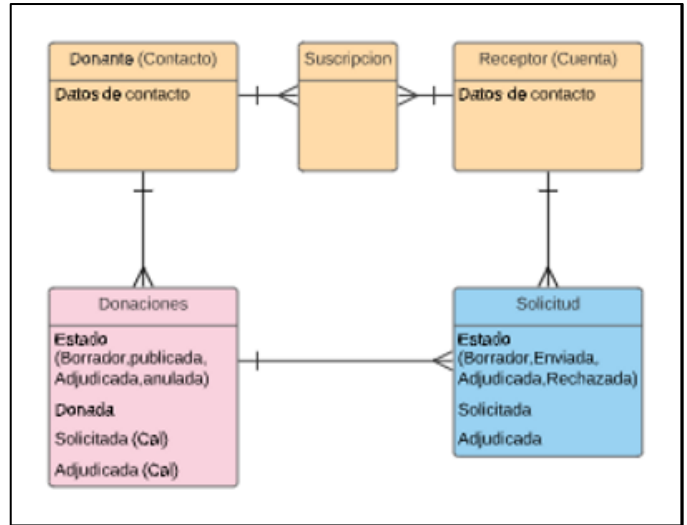 Donante (Contacto)
Datos de contacto
Suscripcion
Receptor (Cuenta)
Datos de contacto
Donaciones
Estado
(Borrador,publicada,
Adjudicada,anulada)
Donada
Solicitada (Cal)
Adjudicada (Cal)
Solicitud
Estado
(Borrador,Enviada,
Adjudicada,Rechazada)
Solicitada
Adjudicada